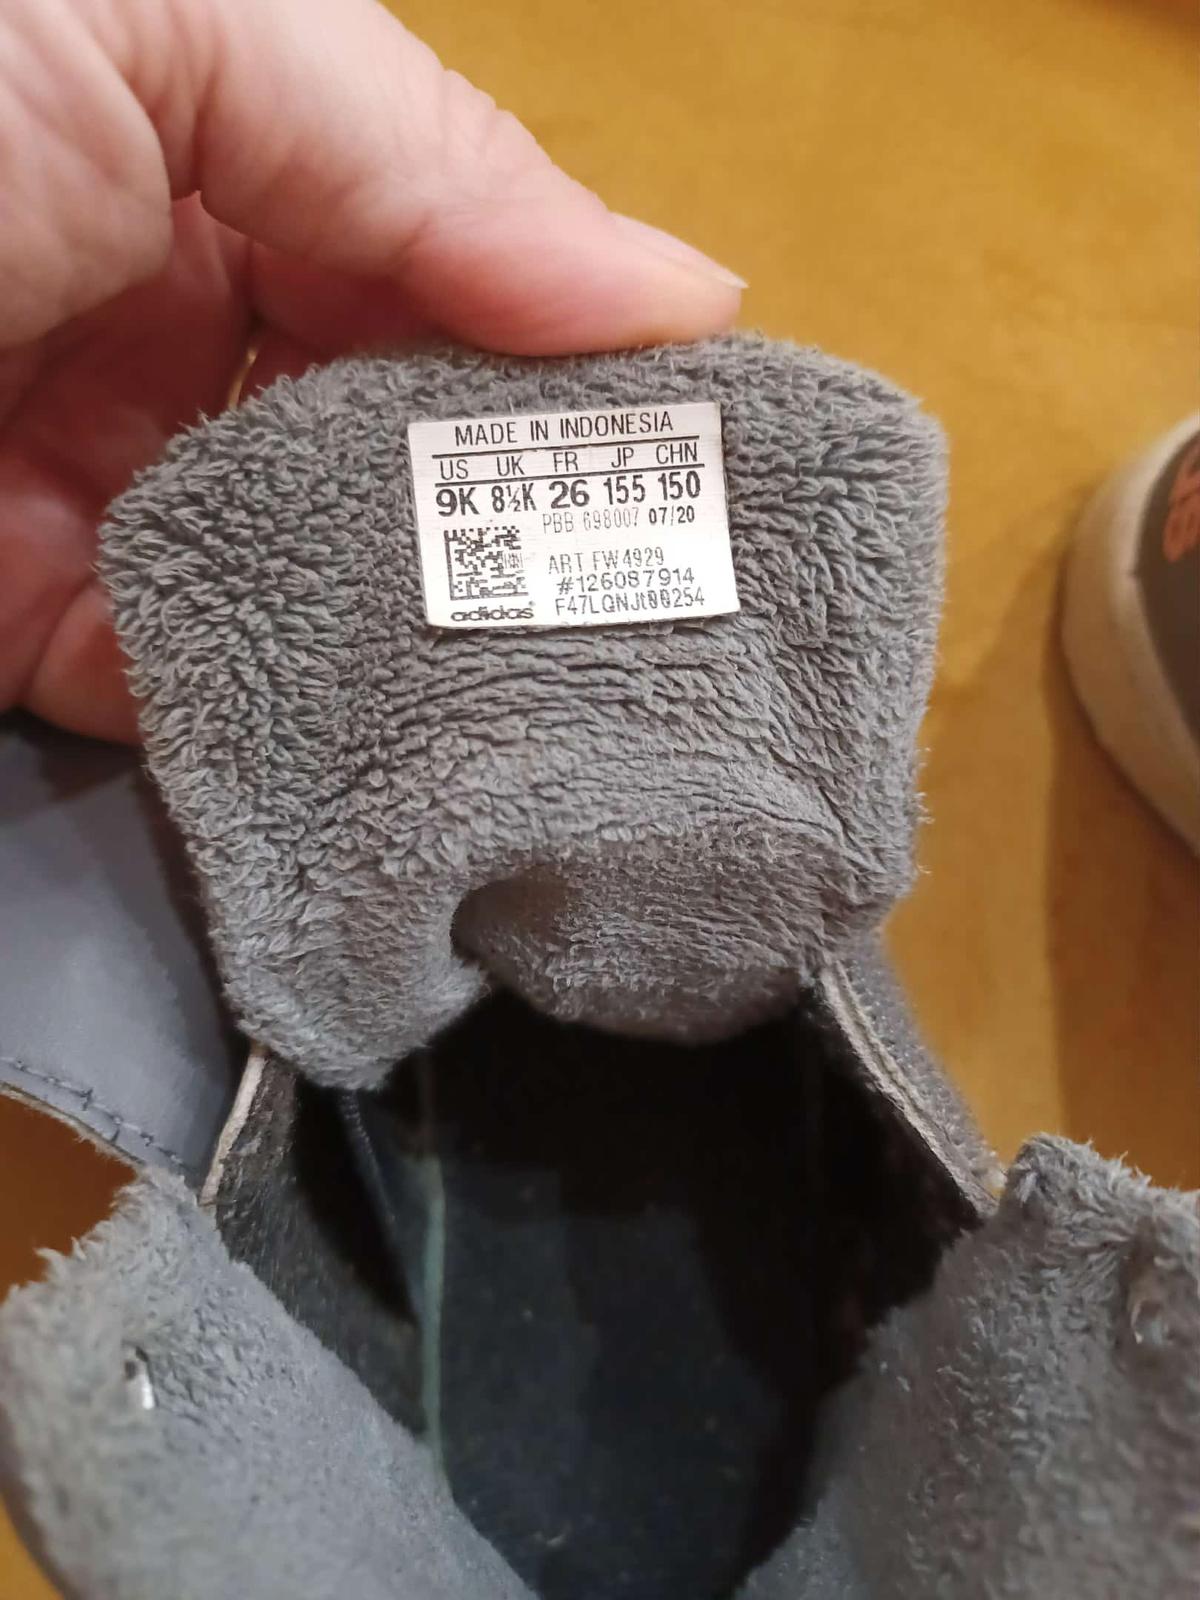 MADE IN INDONESIA
US UK FR JP CHN
9K 8½K 26 155 150
PBB 698007 07/20
ART FW4929
#126087914
adidas